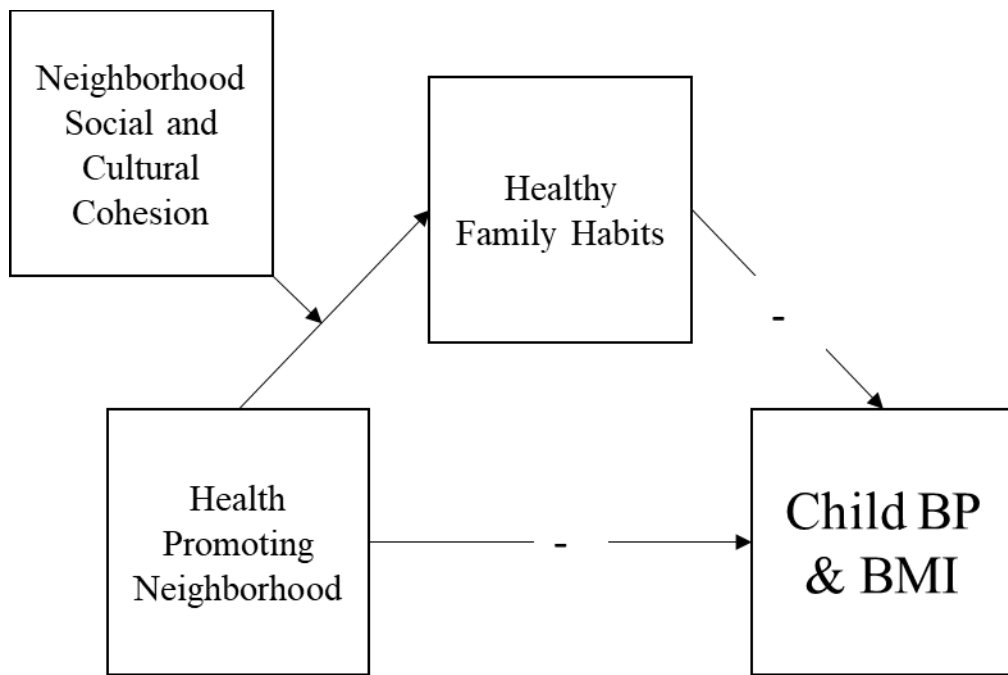 Neighborhood
Social and
Cultural
Cohesion
Healthy
Family Habits
-
Health
Promoting
Neighborhood
-
Child BP
& BMI